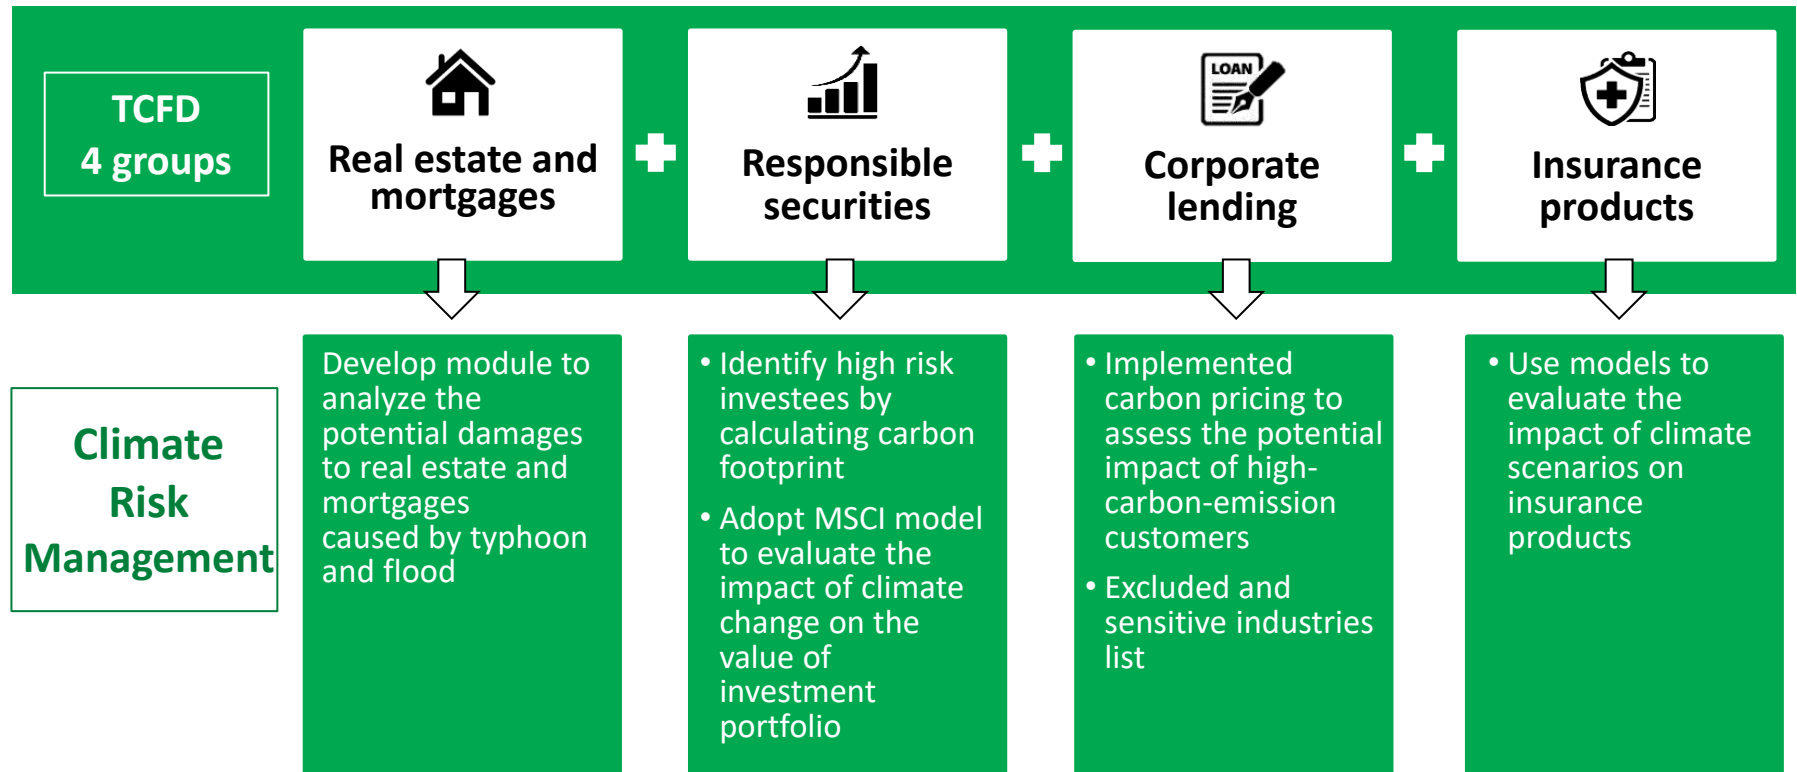 TCFD
4 groups
Real estate and
mortgages
Responsible
securities
LOAN
Corporate
lending
Insurance
products
Climate
Risk
Management
Develop module to
analyze the
potential damages
to real estate and
mortgages
caused by typhoon
and flood
• Identify high risk
investees by
calculating carbon
footprint
• Adopt MSCI model
to evaluate the
impact of climate
change on the
value of
investment
portfolio
• Implemented
carbon pricing to
assess the potential
impact of high-
carbon-emission
customers
• Excluded and
sensitive industries
list
• Use models to
evaluate the
impact of climate
scenarios on
insurance
products